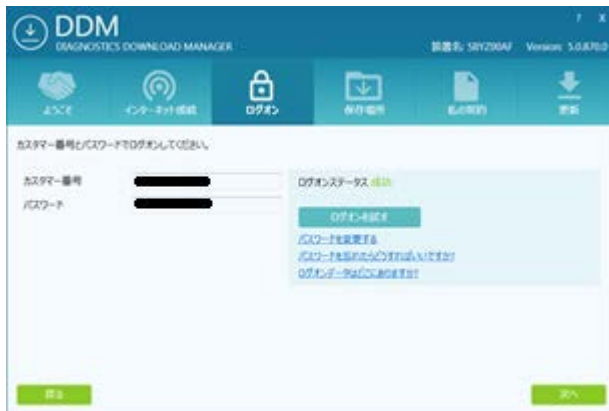 ? X
DDM
DIAGNOSTICS DOWNLOAD MANAGER
装置名: SBYZ90AF Version: 5.0.870.0
ようこそ
インターネット接続
ログオン
保存場所
私の契約
更新
カスタマー番号とパスワードでログオンしてください。
カスタマー番号
パスワード
ログオンステータス 成功
ログオンを試す
パスワードを変更する
パスワードを忘れたらどうすればいいですか?
ログオンデータはどこにありますか?
戻る
次へ